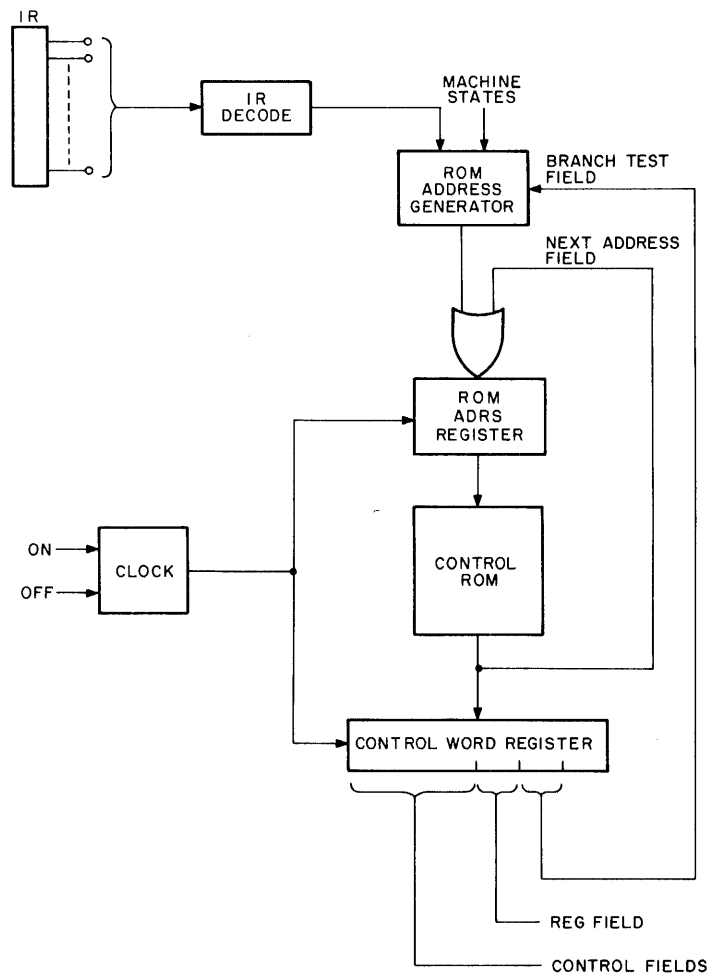 IR
IR
DECODE
MACHINE
STATES
ROM
ADDRESS
GENERATOR
BRANCH TEST
FIELD
NEXT ADDRESS
FIELD
ROM
ADRS
REGISTER
ON
OFF
CLOCK
CONTROL
ROM
CONTROL WORD REGISTER
REG FIELD
CONTROL FIELDS